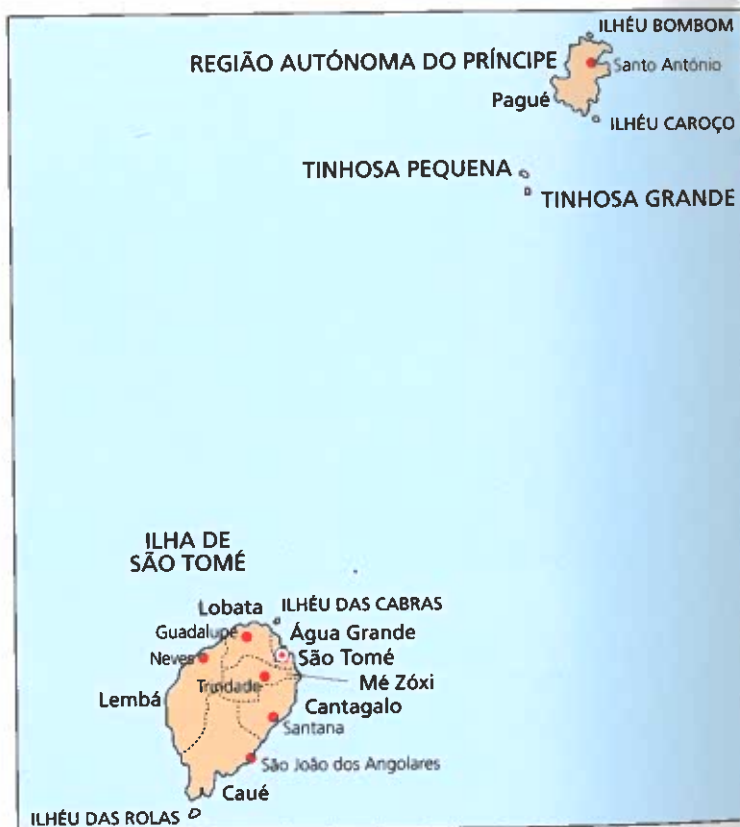 ILHÉU BOMBOM
REGIÃO AUTÓNOMA DO PRÍNCIPE
Santo António
Pagué
ILHÉU CAROÇO
TINHOSA PEQUENA
TINHOSA GRANDE
ILHA DE
SÃO TOMÉ
Lobata
ILHÉU DAS CABRAS
Guadalupe
Água Grande
Neves
São Tomé
Trindade
Mé Zóxi
Lembá
Cantagalo
Santana
São João dos Angolares
Caué
ILHÉU DAS ROLAS